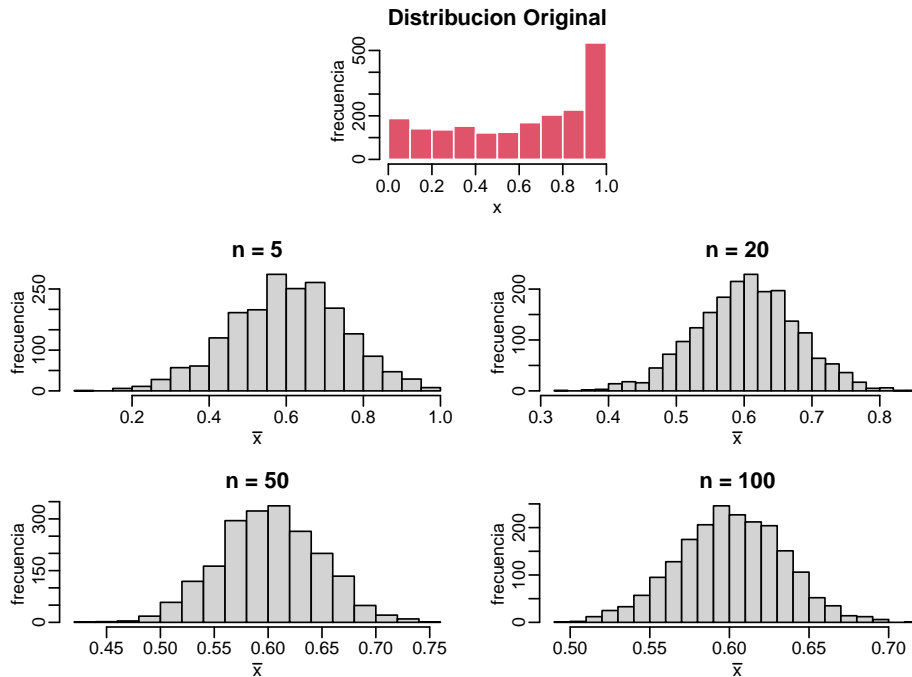 Distribucion Original
frecuencia
500
200
0
0.0 0.2 0.4 0.6 0.8 1.0
x
n = 5
frecuencia
250
100
0
0.2 0.4 0.6 0.8 1.0
x̅
n = 20
frecuencia
200
100
0
0.3 0.4 0.5 0.6 0.7 0.8
x̅
n = 50
frecuencia
300
150
0
0.45 0.50 0.55 0.60 0.65 0.70 0.75
x̅
n = 100
frecuencia
200
100
0
0.50 0.55 0.60 0.65 0.70
x̅